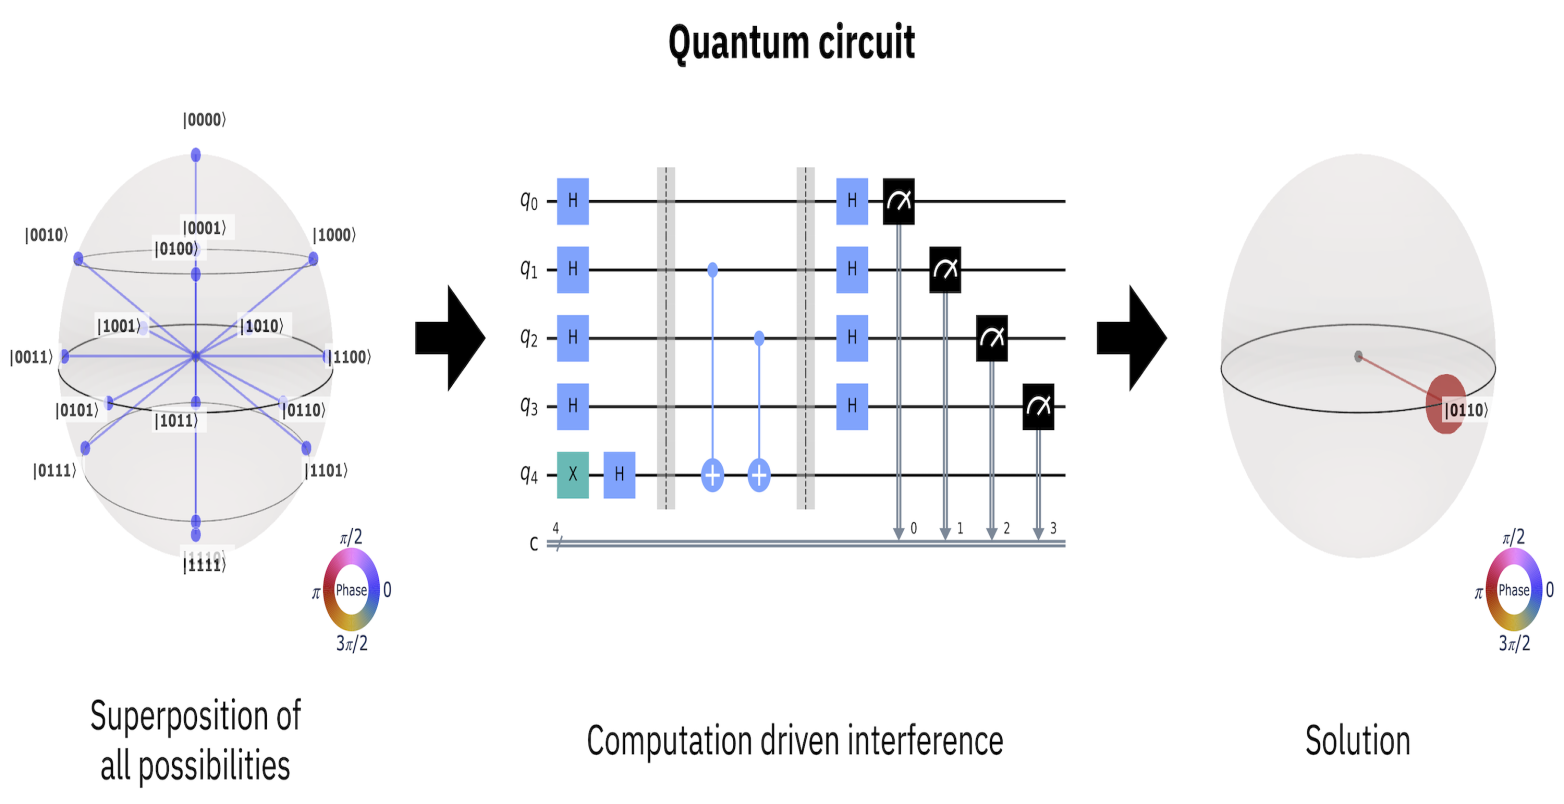 Quantum circuit
|0000⟩
|0001⟩
|0010⟩
|0100⟩
|1000⟩
|1001⟩
|1010⟩
|0011⟩
|1100⟩
|0101⟩
|1011⟩
|0110⟩
|0111⟩
|1101⟩
|1111⟩
π/2
π Phase 0
3π/2
Superposition of
all possibilities
q0 H H
q1 H H
q2 H H
q3 H H
q4 X H
4 0 1 2 3
c
Computation driven interference
|0110⟩
π/2
π Phase 0
3π/2
Solution